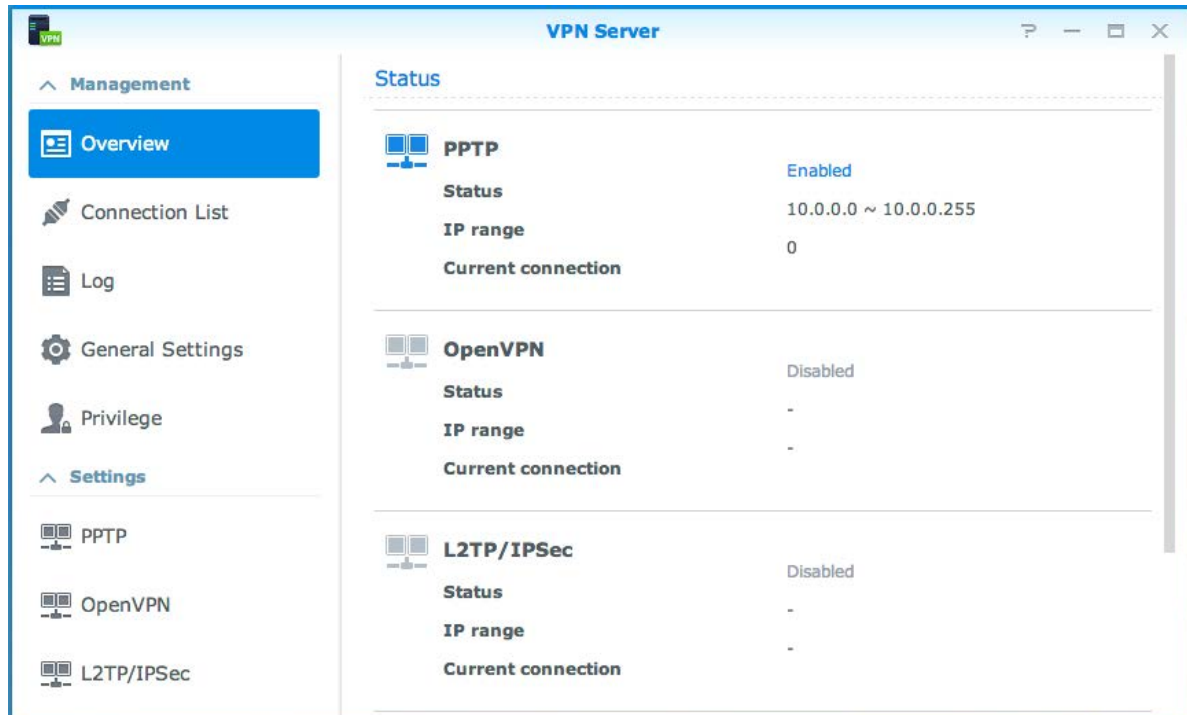 VPN
VPN Server
?
Management
Overview
Connection List
Log
General Settings
Privilege
Settings
PPTP
OpenVPN
L2TP/IPSec
Status
PPTP
Status
Enabled
IP range
10.0.0.0 ~ 10.0.0.255
Current connection
0
OpenVPN
Status
Disabled
IP range
-
Current connection
-
L2TP/IPSec
Status
Disabled
IP range
-
Current connection
-